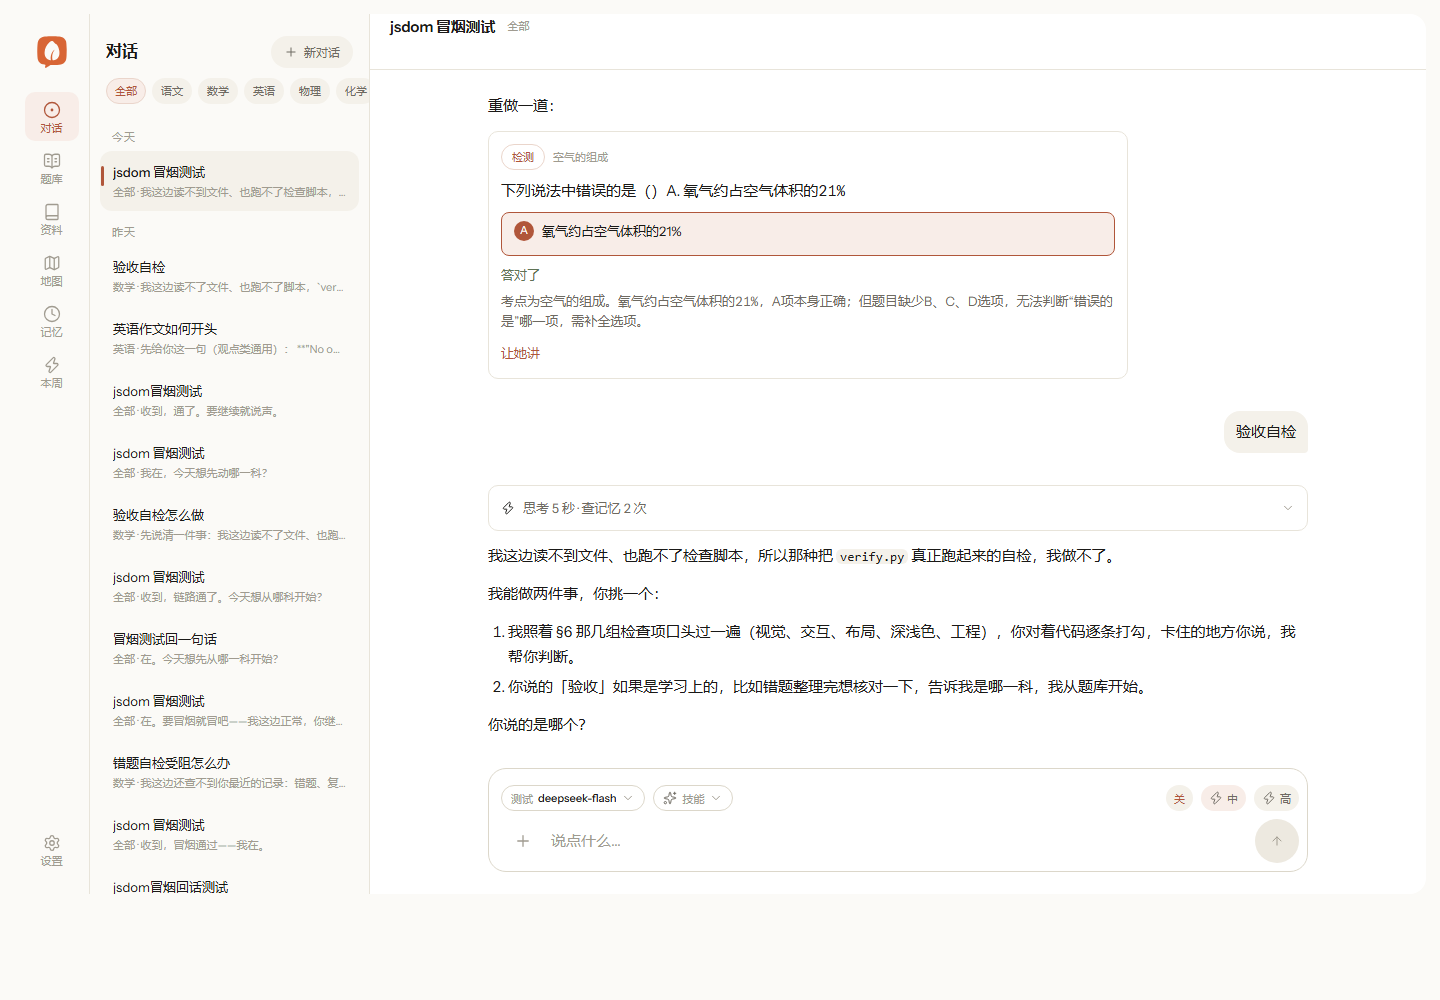 对话
题库
资料
地图
记忆
本周
设置
对话
新对话
全部 语文 数学 英语 物理 化学
今天
jsdom 冒烟测试
全部·我这边读不到文件、也跑不了检查脚本，...
昨天
验收自检
数学·我这边读不了文件、也跑不了脚本，`ver...
英语作文如何开头
英语·先给你这一句（观点类通用）： **"No o...
jsdom冒烟测试
全部·收到，通了。要继续就说声。
jsdom 冒烟测试
全部·我在，今天想先动哪一科？
验收自检怎么做
数学·先说清一件事：我这边读不了文件、也跑...
jsdom 冒烟测试
全部·收到，链路通了。今天想从哪科开始？
冒烟测试回一句话
全部·在。今天想先从哪一科开始？
jsdom 冒烟测试
全部·在。要冒烟就冒吧——我这边正常，你继...
错题自检受阻怎么办
数学·我这边还查不到你最近的记录：错题、复...
jsdom 冒烟测试
全部·收到，冒烟通过——我在。
jsdom冒烟回话测试
jsdom 冒烟测试 全部
重做一道：
检测 空气的组成
下列说法中错误的是（）A. 氧气约占空气体积的21%
A 氧气约占空气体积的21%
答对了
考点为空气的组成。氧气约占空气体积的21%，A项本身正确；但题目缺少B、C、D选项，无法判断“错误的
是”哪一项，需补全选项。
让她讲
验收自检
思考 5 秒·查记忆 2 次
我这边读不到文件、也跑不了检查脚本，所以那种把 verify.py 真正跑起来的自检，我做不了。
我能做两件事，你挑一个：
1. 我照着 §6 那几组检查项口头过一遍（视觉、交互、布局、深浅色、工程），你对着代码逐条打勾，卡住的地方你说，我
帮你判断。
2. 你说的「验收」如果是学习上的，比如错题整理完想核对一下，告诉我是哪一科，我从题库开始。
你说的是哪个？
测试 deepseek-flash 技能 关 中 高
说点什么...